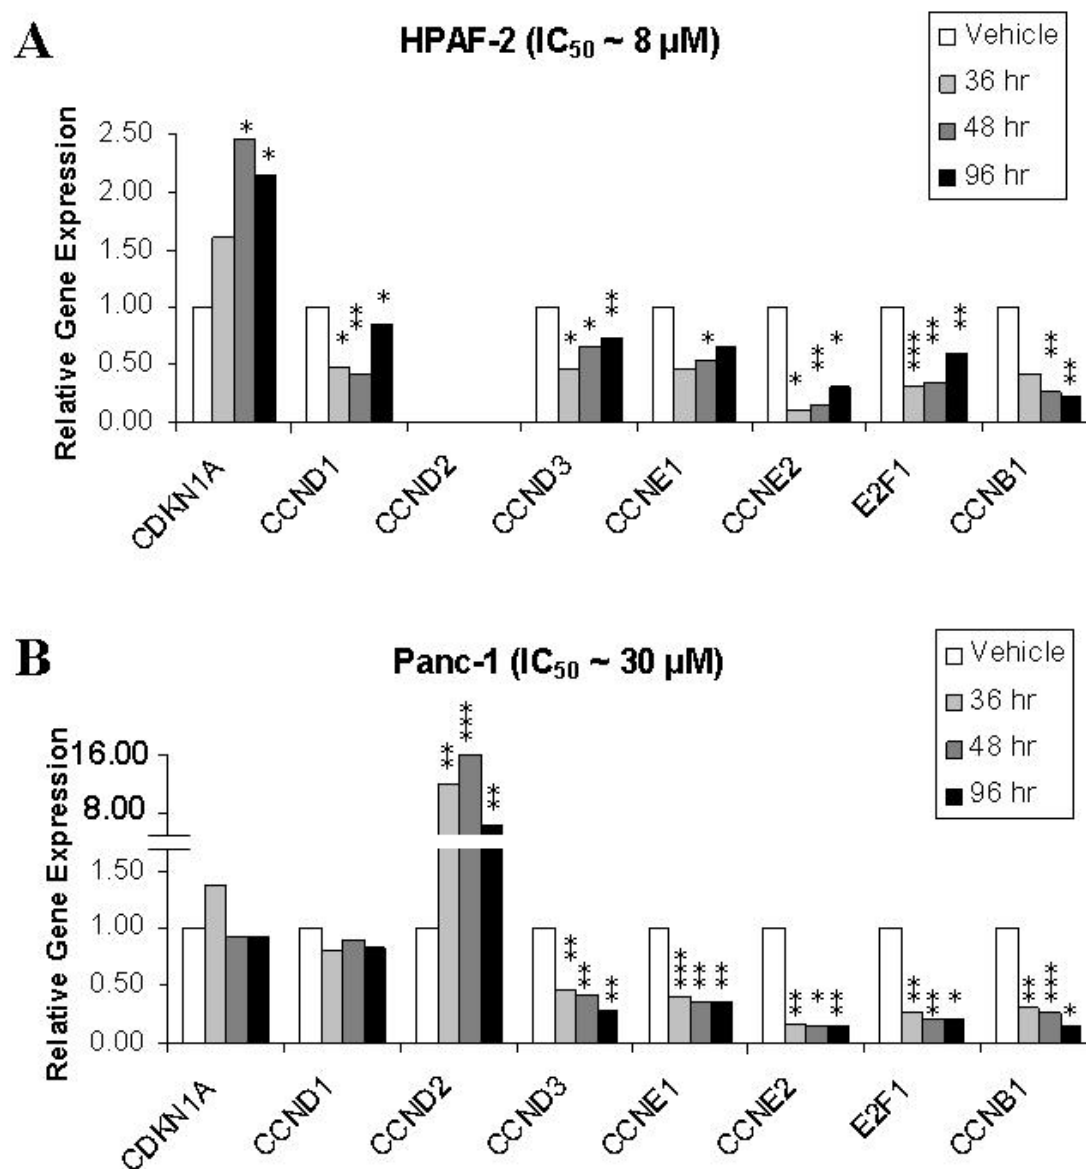 A
HPAF-2 (IC50 ~ 8 µM)
Vehicle
36 hr
48 hr
96 hr
Relative Gene Expression
2.50
2.00
1.50
1.00
0.50
0.00
*
*
*
**
*
*
*
**
*
*
**
*
***
**
**
**
**
CDKN1A
CCND1
CCND2
CCND3
CCNE1
CCNE2
E2F1
CCNB1
B
Panc-1 (IC50 ~ 30 µM)
Vehicle
36 hr
48 hr
96 hr
Relative Gene Expression
16.00
8.00
1.50
1.00
0.50
0.00
**
***
**
**
**
**
***
**
**
**
*
**
**
**
*
**
***
*
CDKN1A
CCND1
CCND2
CCND3
CCNE1
CCNE2
E2F1
CCNB1